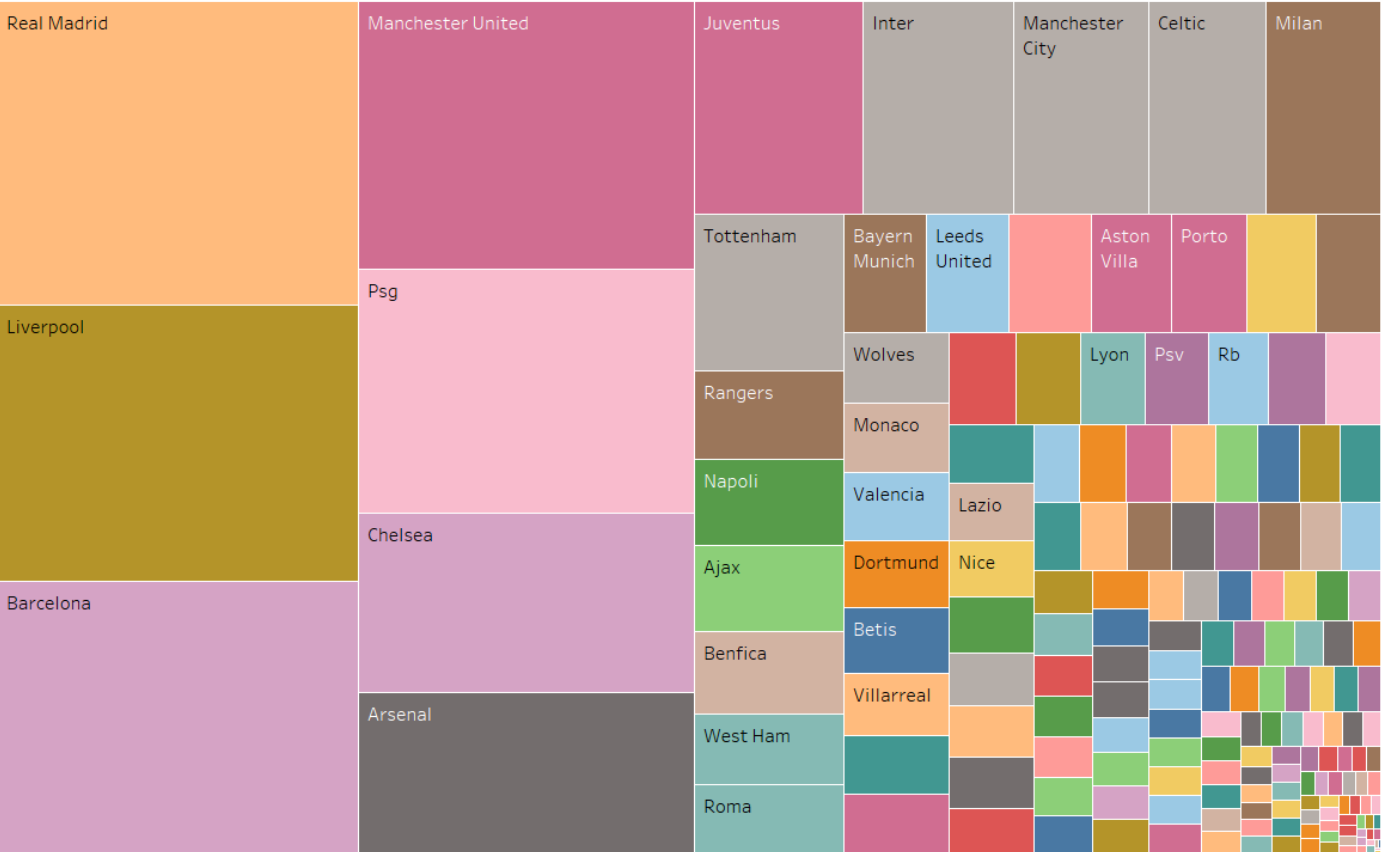 Real Madrid
Liverpool
Barcelona
Manchester United
Psg
Chelsea
Arsenal
Juventus
Inter
Manchester
City
Celtic
Milan
Tottenham
Rangers
Napoli
Ajax
Benfica
West Ham
Roma
Bayern
Munich
Leeds
United
Aston
Villa
Porto
Wolves
Monaco
Valencia
Dortmund
Betis
Villarreal
Lyon
Psv
Rb
Lazio
Nice